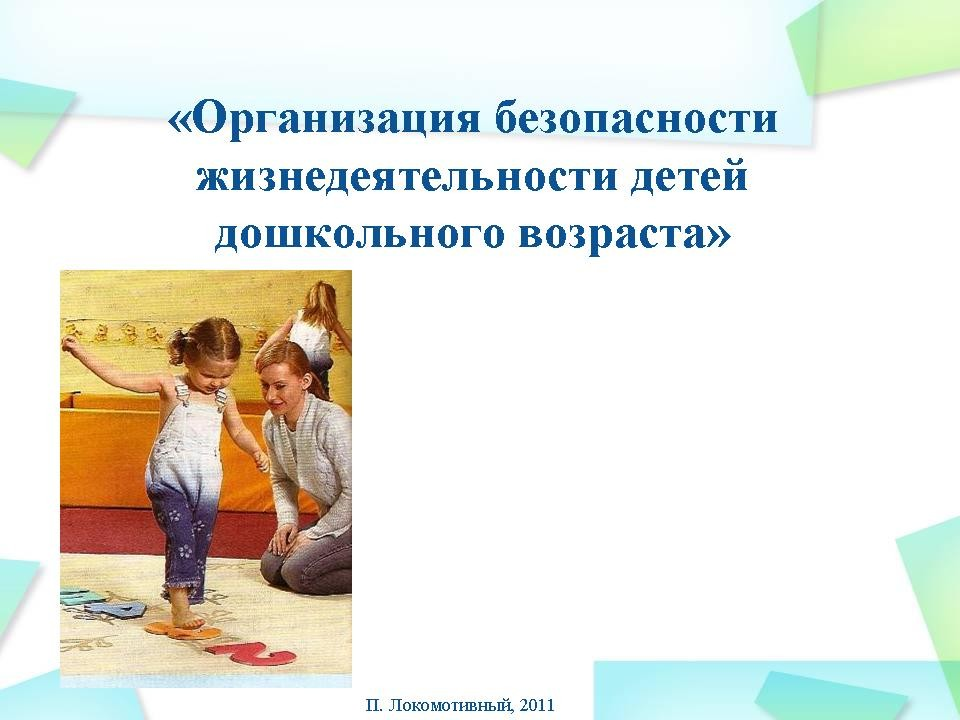 «Организация безопасности
жизнедеятельности детей
дошкольного возраста»
П. Локомотивный, 2011